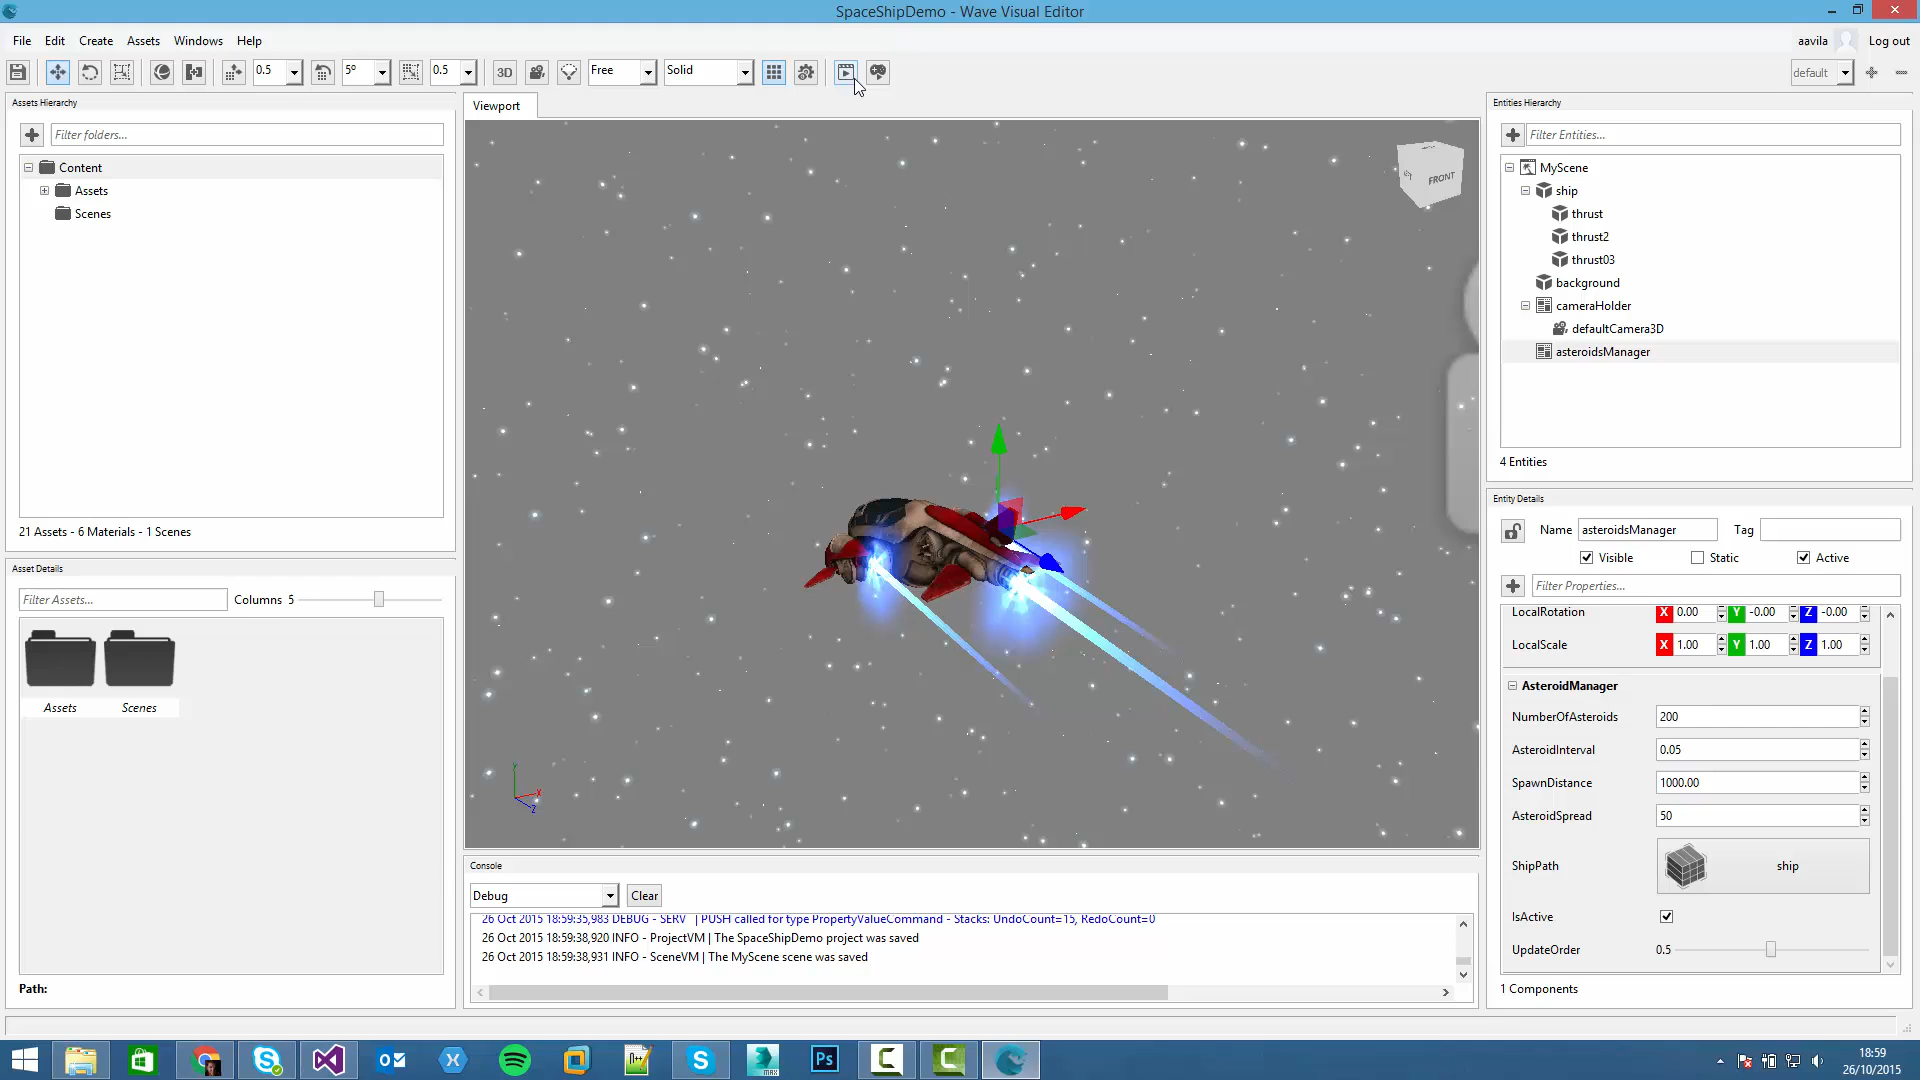 SpaceShipDemo - Wave Visual Editor
File Edit Create Assets Windows Help
aavila Log out
0.5 5º 0.5 3D Free Solid default
Assets Hierarchy
Filter folders...
Content
Assets
Scenes
21 Assets - 6 Materials - 1 Scenes
Asset Details
Filter Assets... Columns 5
Assets Scenes
Path:
Viewport
FRONT
Y
X
Z
Console
Debug Clear
26 Oct 2015 18:59:35,983 DEBUG - SERV | PUSH called for type PropertyValueCommand - Stacks: UndoCount=15, RedoCount=0
26 Oct 2015 18:59:38,920 INFO - ProjectVM | The SpaceShipDemo project was saved
26 Oct 2015 18:59:38,931 INFO - SceneVM | The MyScene scene was saved
Entities Hierarchy
Filter Entities...
MyScene
ship
thrust
thrust2
thrust03
background
cameraHolder
defaultCamera3D
asteroidsManager
4 Entities
Entity Details
Name asteroidsManager Tag
Visible Static Active
Filter Properties...
LocalRotation X 0.00 Y -0.00 Z -0.00
LocalScale X 1.00 Y 1.00 Z 1.00
AsteroidManager
NumberOfAsteroids 200
AsteroidInterval 0.05
SpawnDistance 1000.00
AsteroidSpread 50
ShipPath ship
IsActive
UpdateOrder 0.5
1 Components
18:59
26/10/2015